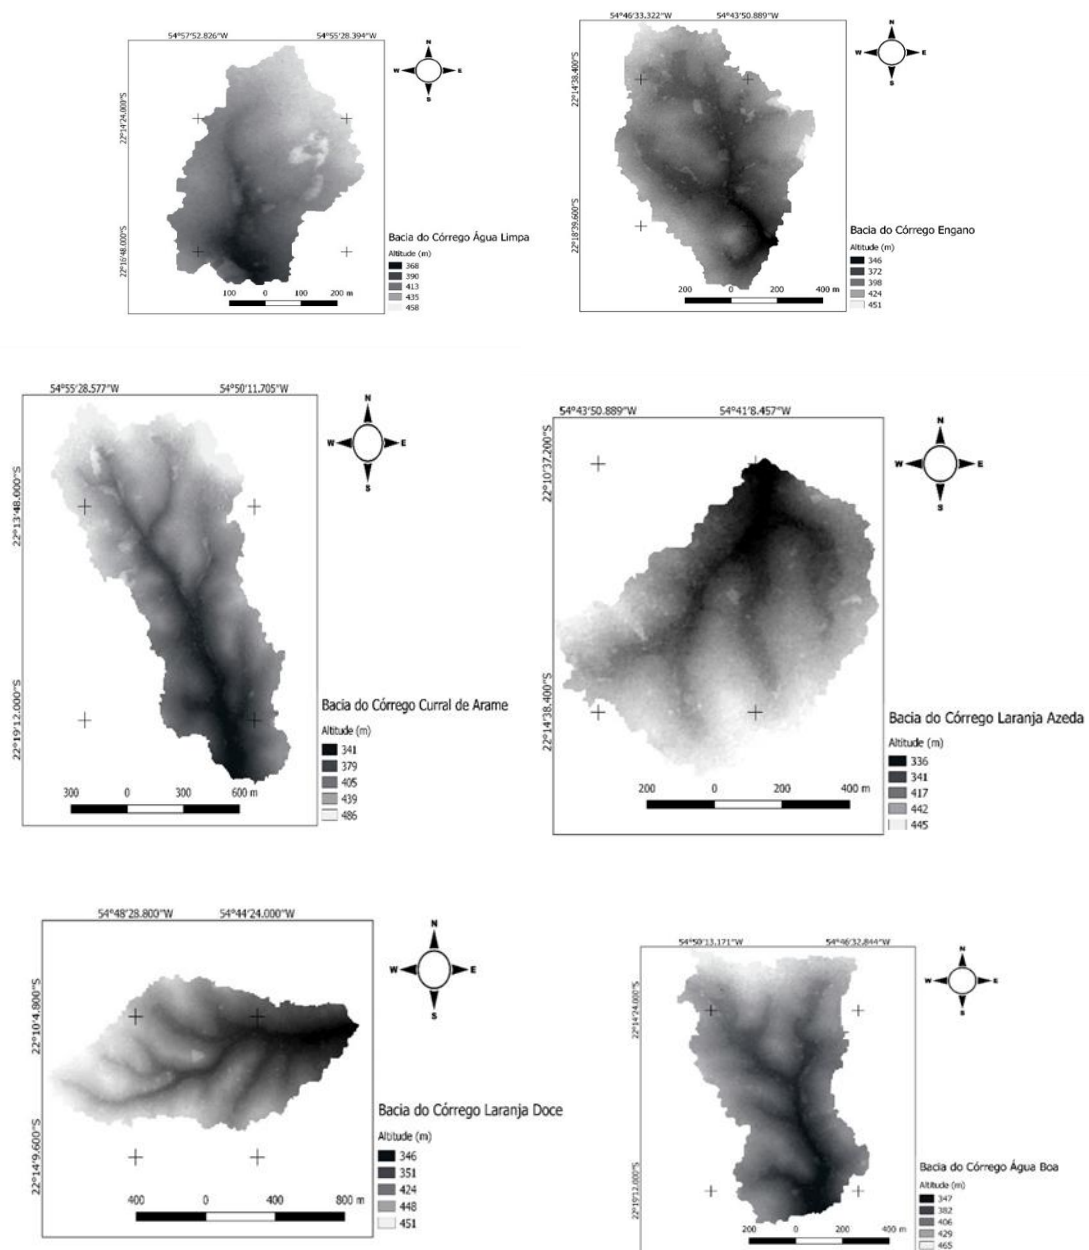 54°57'52.826"W 54°55'28.394"W
22°14'24.000"S
22°16'48.000"S
N
W E
S
Bacia do Córrego Água Limpa
Altitude (m)
368
390
413
435
458
100 0 100 200 m
54°46'33.322"W 54°43'50.889"W
22°14'38.400"S
22°18'39.600"S
N
W E
S
Bacia do Córrego Engano
Altitude (m)
346
372
398
424
451
200 0 200 400 m
54°55'28.577"W 54°50'11.705"W
22°13'48.600"S
22°19'12.000"S
N
W E
S
Bacia do Córrego Curral de Arame
Altitude (m)
341
379
405
439
486
300 0 300 600 m
54°43'50.889"W 54°41'8.457"W
22°10'37.200"S
22°14'38.400"S
N
W E
S
Bacia do Córrego Laranja Azeda
Altitude (m)
336
341
417
442
445
200 0 200 400 m
54°48'28.800"W 54°44'24.000"W
22°10'4.800"S
22°14'9.600"S
N
W E
S
Bacia do Córrego Laranja Doce
Altitude (m)
346
351
424
448
451
400 0 400 800 m
54°50'13.171"W 54°46'32.844"W
22°14'24.000"S
22°19'12.000"S
N
W E
S
Bacia do Córrego Água Boa
Altitude (m)
347
382
406
429
465
200 0 200 400 m